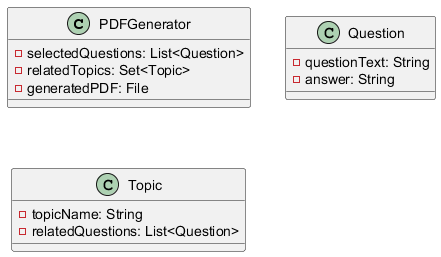 C PDFGenerator
selectedQuestions: List<Question>
relatedTopics: Set<Topic>
generatedPDF: File
C Question
questionText: String
answer: String
C Topic
topicName: String
relatedQuestions: List<Question>